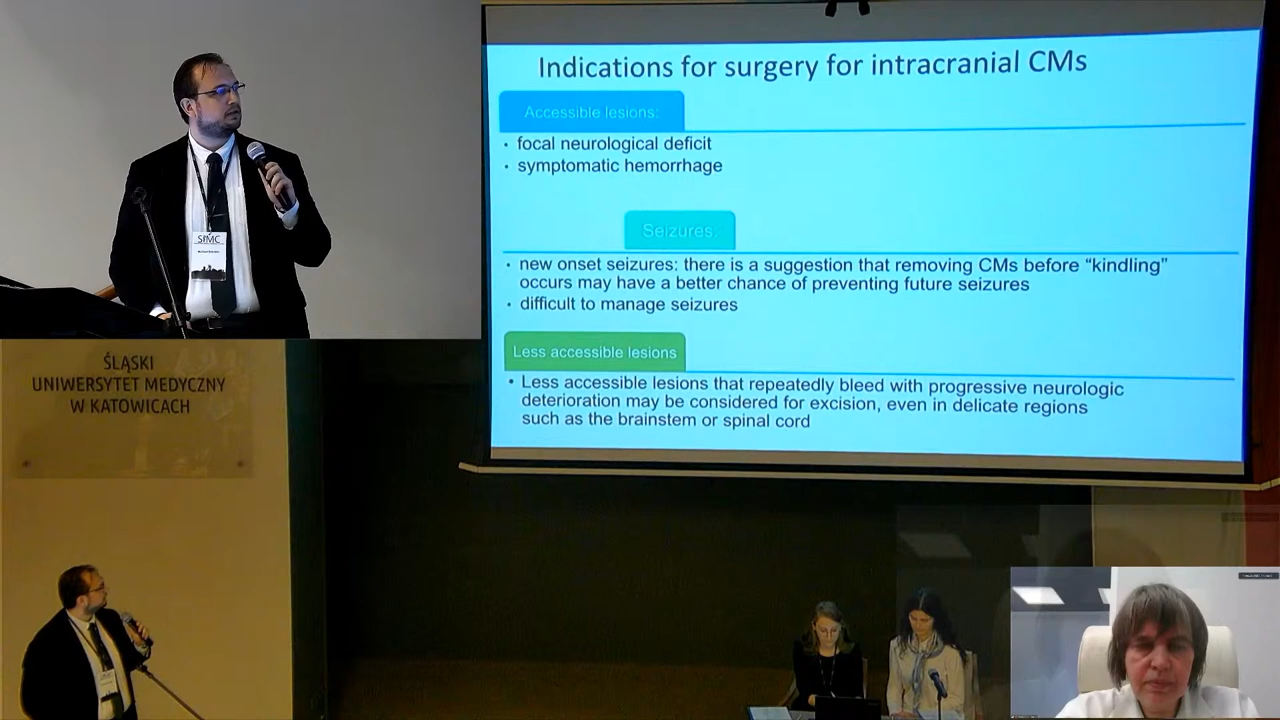 Indications for surgery for intracranial CMs
Accessible lesions:
• focal neurological deficit
• symptomatic hemorrhage
Seizures:
• new onset seizures: there is a suggestion that removing CMs before “kindling”
occurs may have a better chance of preventing future seizures
• difficult to manage seizures
Less accessible lesions
• Less accessible lesions that repeatedly bleed with progressive neurologic
deterioration may be considered for excision, even in delicate regions
such as the brainstem or spinal cord
SIMC
ŚLĄSKI
UNIWERSYTET MEDYCZNY
W KATOWICACH